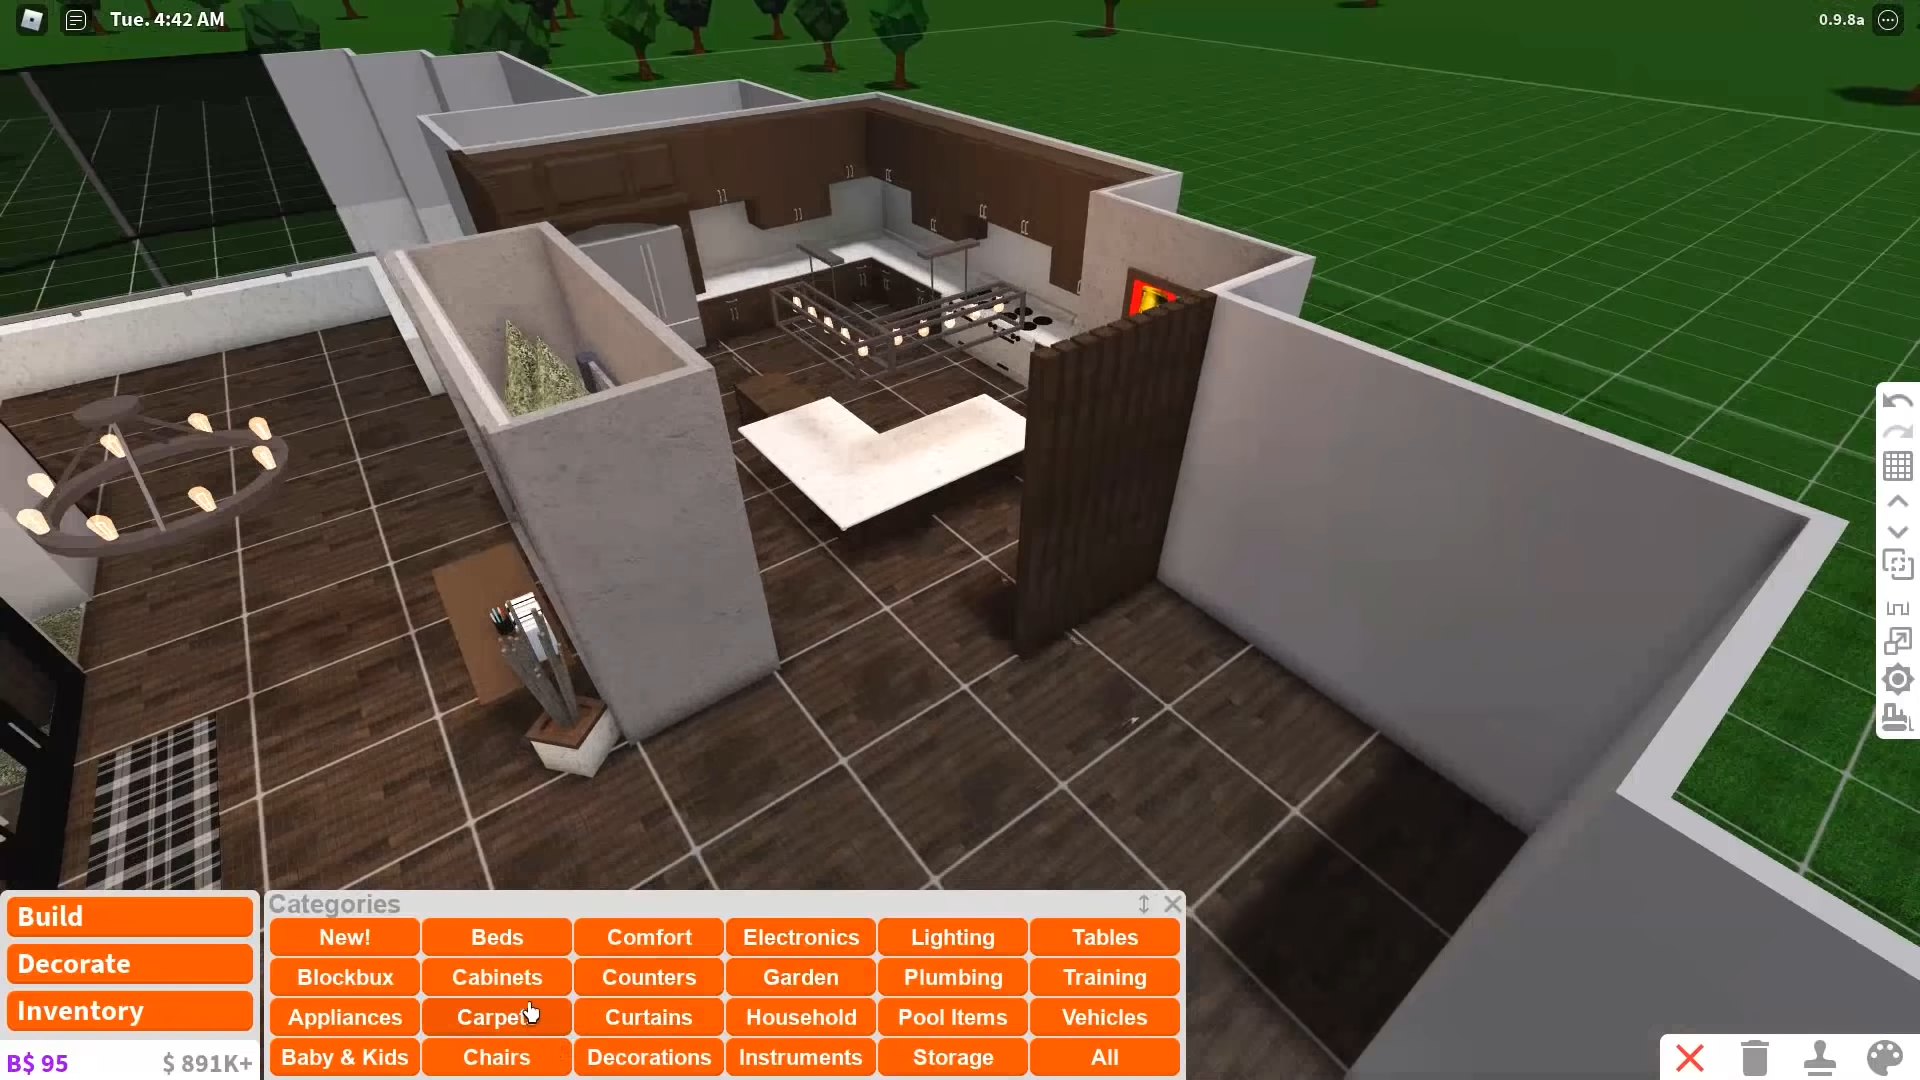 Tue. 4:42 AM
0.9.8a
Build
Decorate
Inventory
B$ 95
$ 891K+
Categories
New! Beds Comfort Electronics Lighting Tables
Blockbux Cabinets Counters Garden Plumbing Training
Appliances Carpets Curtains Household Pool Items Vehicles
Baby & Kids Chairs Decorations Instruments Storage All